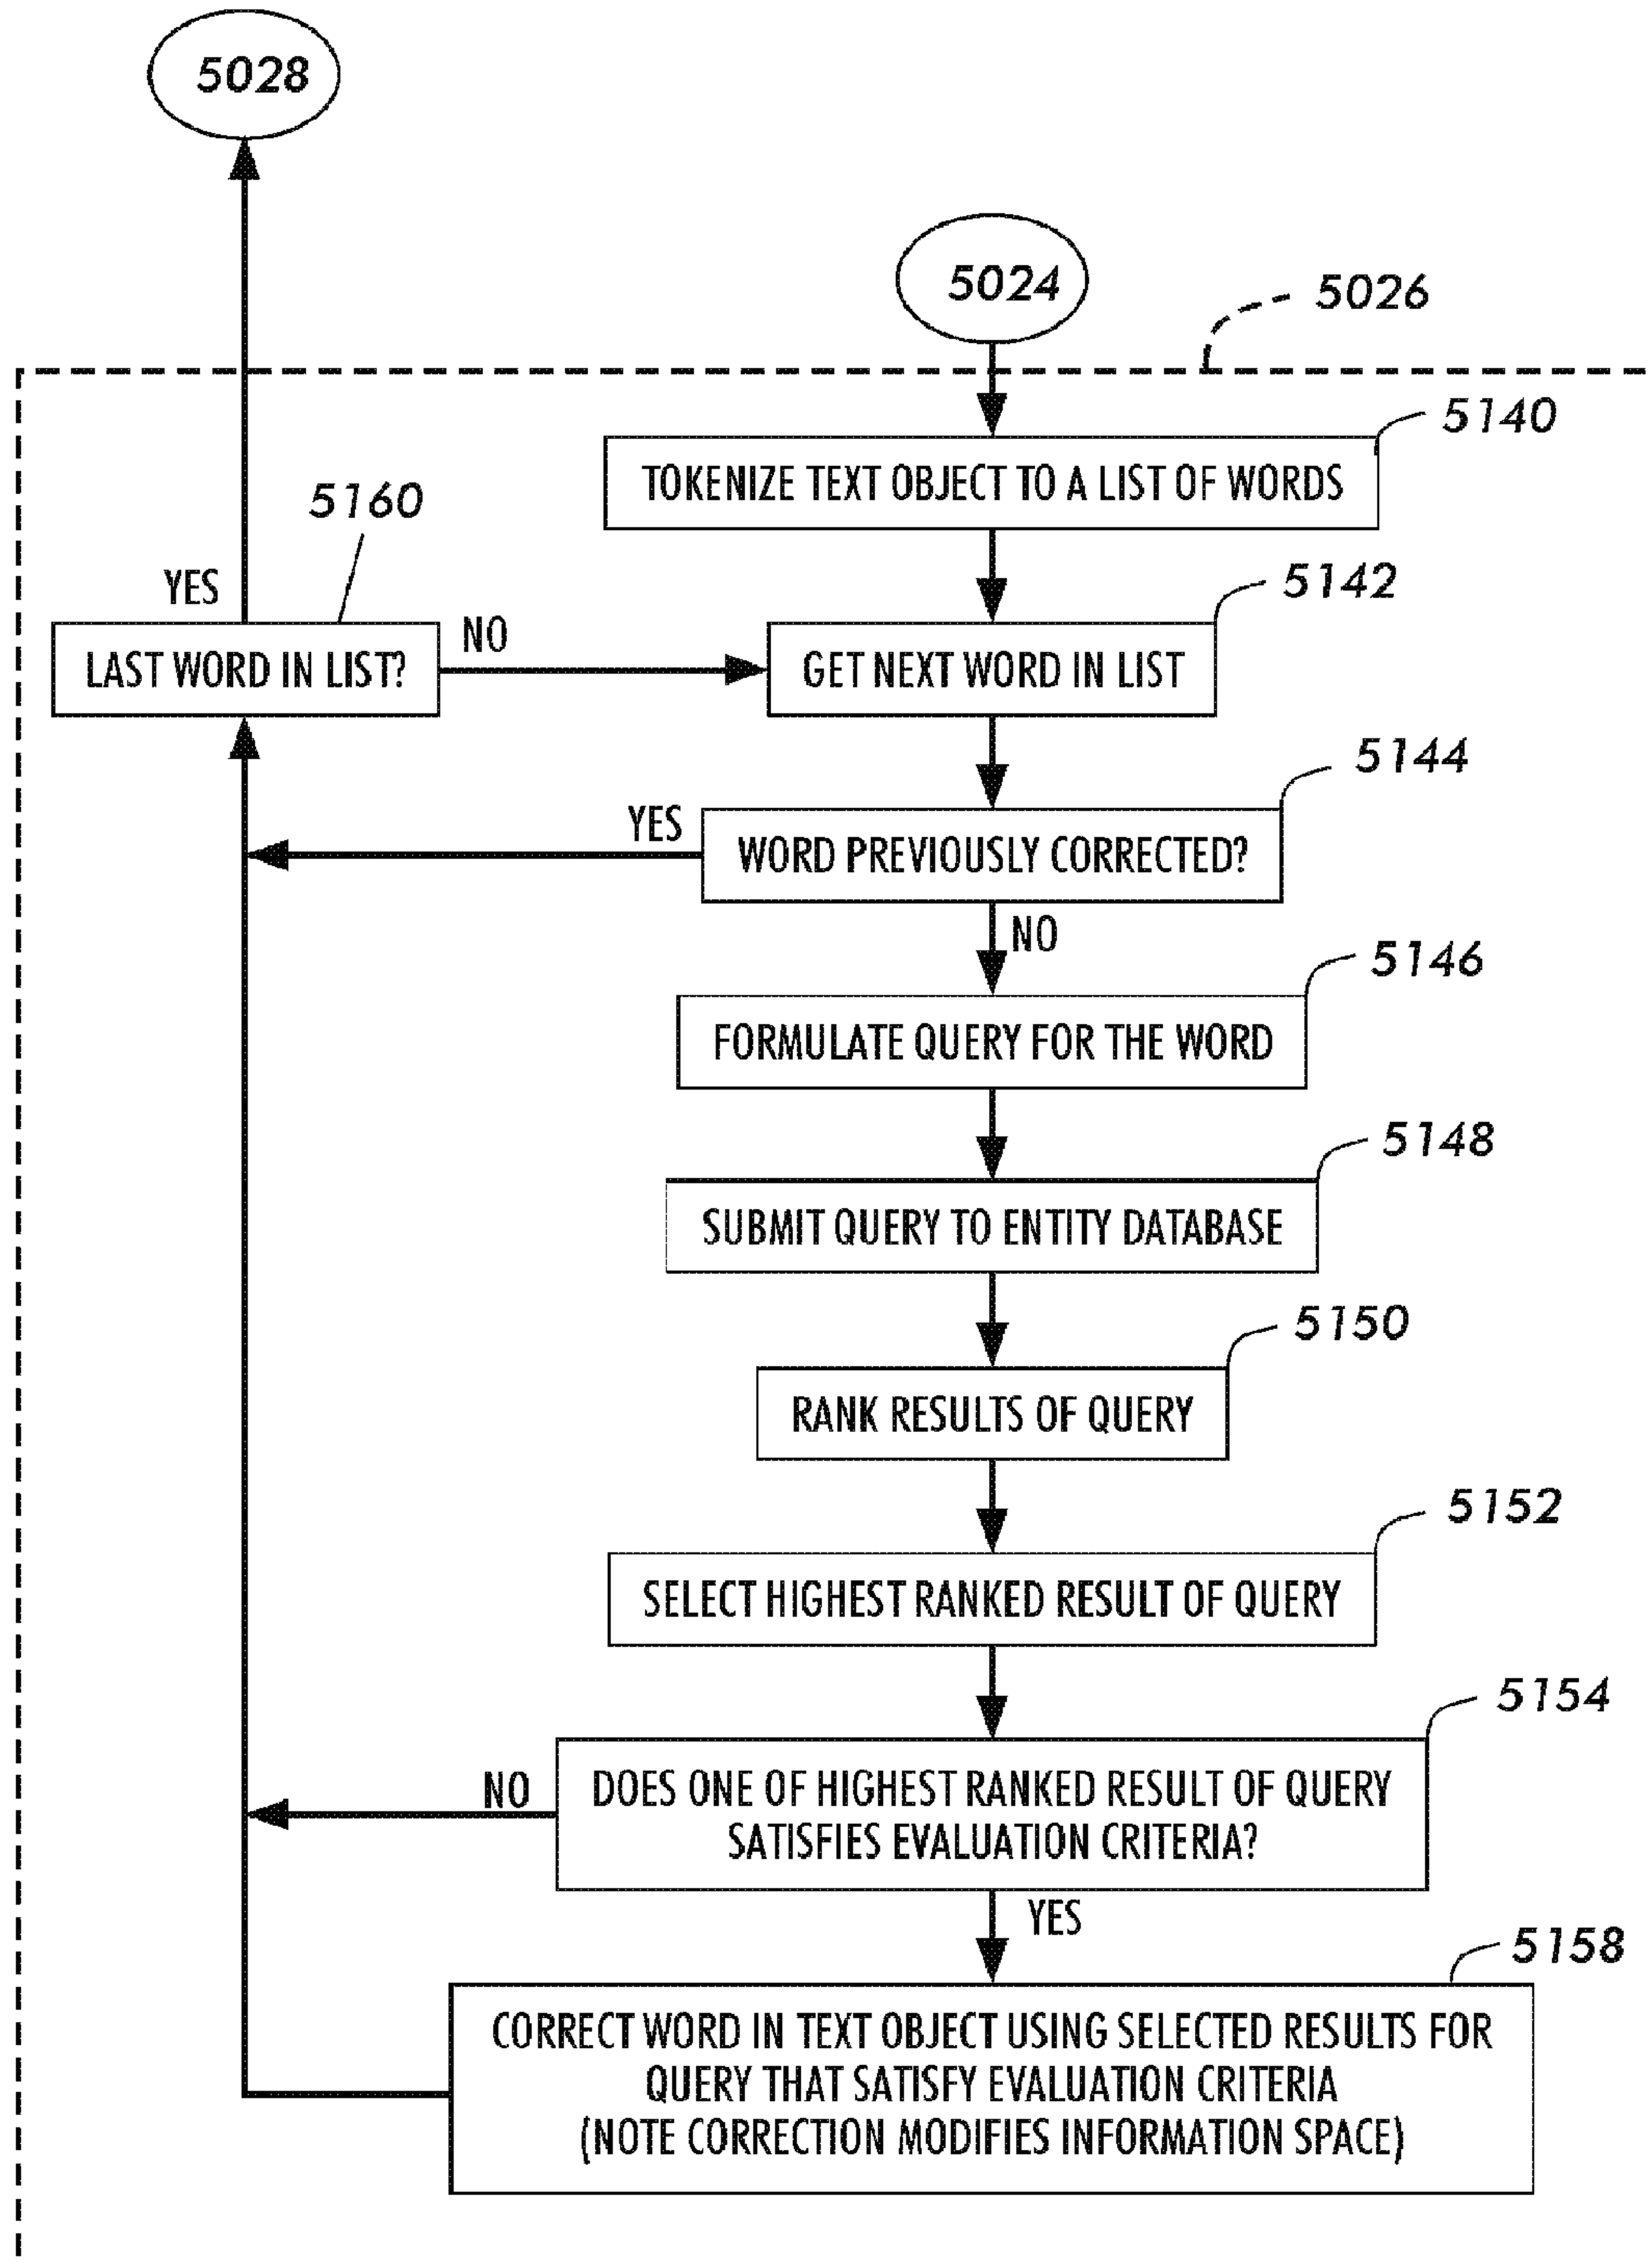 5028
5024
5026
5140
TOKENIZE TEXT OBJECT TO A LIST OF WORDS
5160
5142
YES
LAST WORD IN LIST?
NO
GET NEXT WORD IN LIST
5144
YES
WORD PREVIOUSLY CORRECTED?
NO
5146
FORMULATE QUERY FOR THE WORD
5148
SUBMIT QUERY TO ENTITY DATABASE
5150
RANK RESULTS OF QUERY
5152
SELECT HIGHEST RANKED RESULT OF QUERY
5154
NO
DOES ONE OF HIGHEST RANKED RESULT OF QUERY
SATISFIES EVALUATION CRITERIA?
YES
5158
CORRECT WORD IN TEXT OBJECT USING SELECTED RESULTS FOR
QUERY THAT SATISFY EVALUATION CRITERIA
(NOTE CORRECTION MODIFIES INFORMATION SPACE)